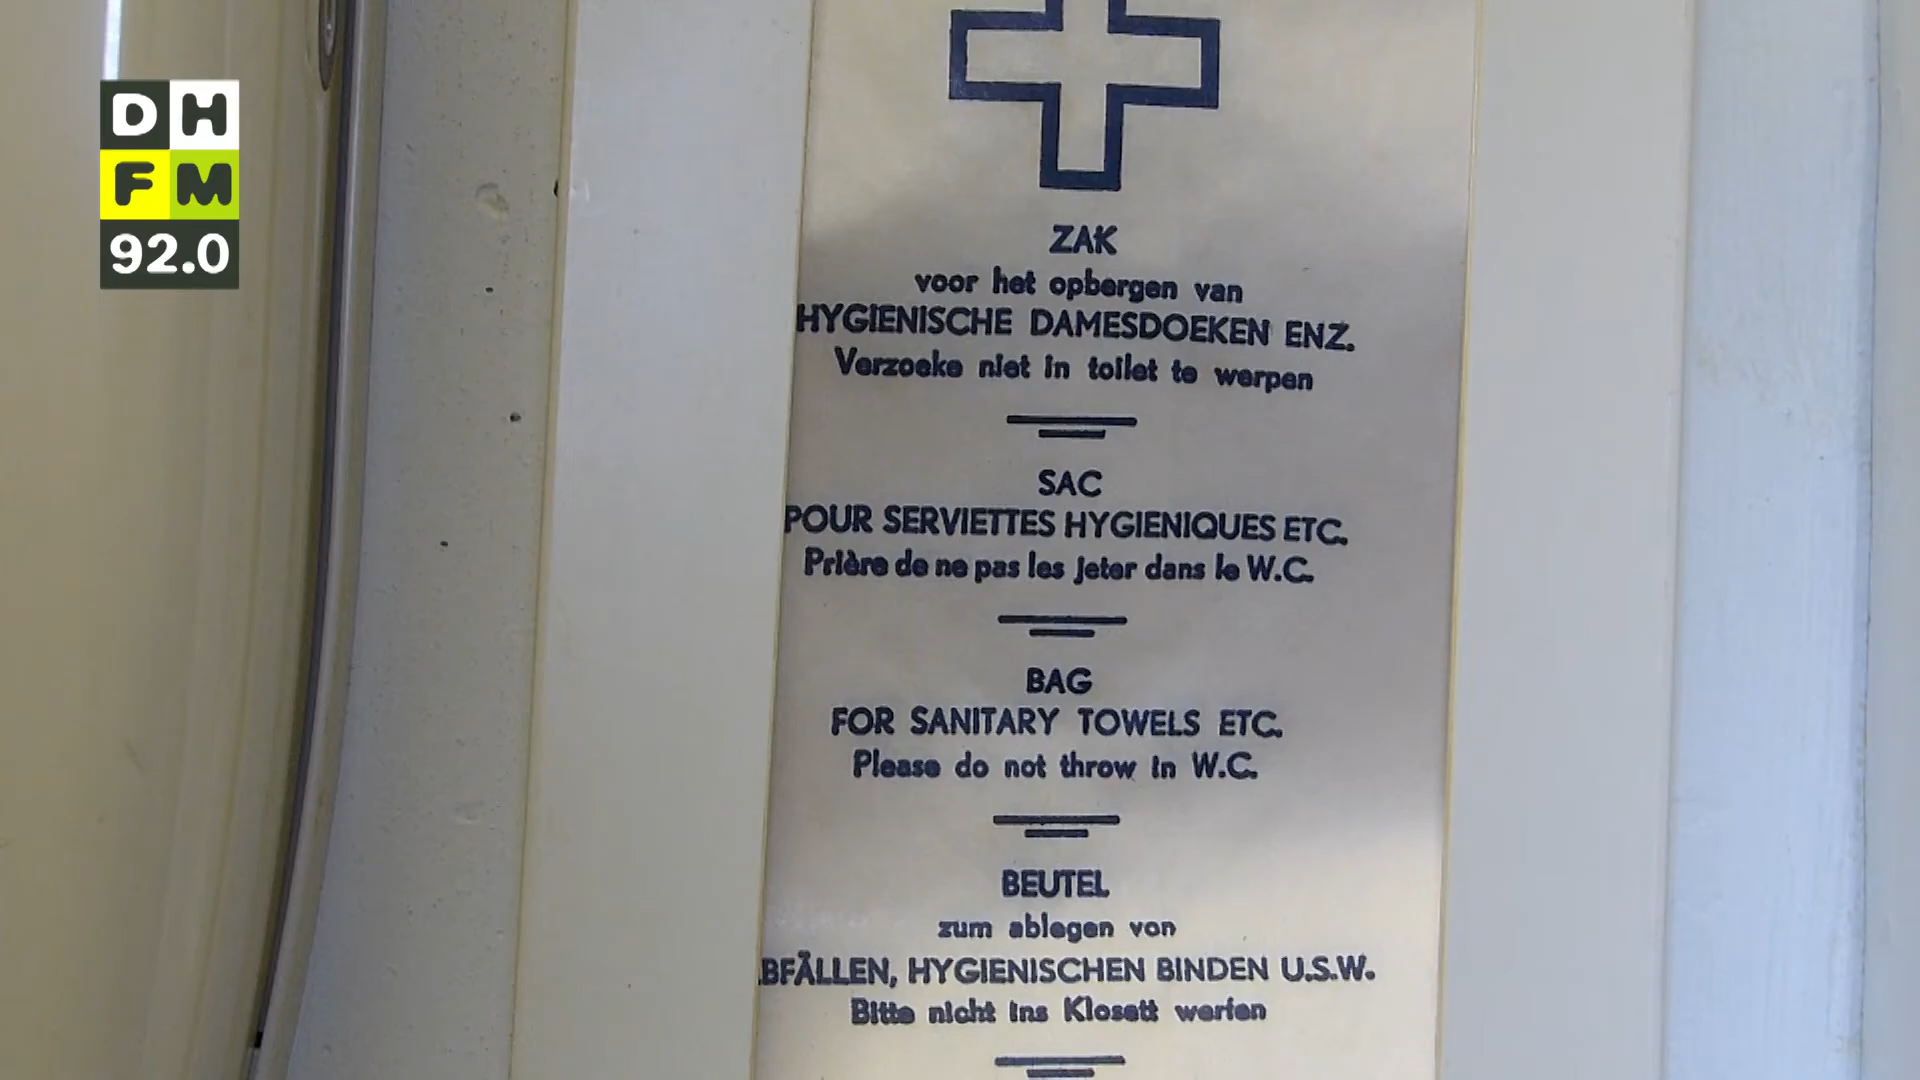 DH
FM
92.0
ZAK
voor het opbergen van
HYGIENISCHE DAMESDOEKEN ENZ.
Verzoeke niet in toilet te werpen
SAC
POUR SERVIETTES HYGIENIQUES ETC.
Prière de ne pas les jeter dans le W.C.
BAG
FOR SANITARY TOWELS ETC.
Please do not throw in W.C.
BEUTEL
zum ablegen von
BFÄLLEN, HYGIENISCHEN BINDEN U.S.W.
Bitte nicht ins Klosett werfen